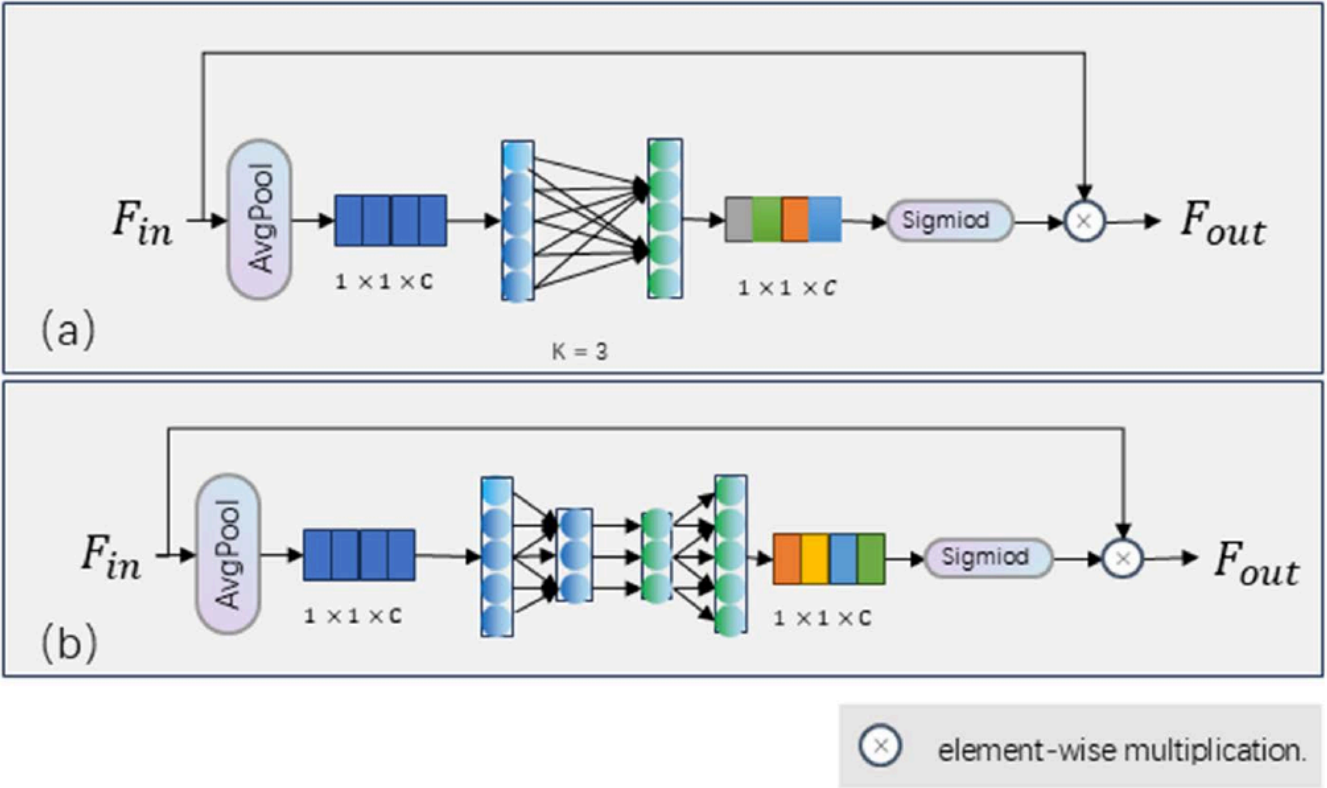 F_in
AvgPool
1 × 1 × C
K = 3
1 × 1 × C
Sigmiod
×
F_out
(a)
F_in
AvgPool
1 × 1 × C
1 × 1 × C
Sigmiod
×
F_out
(b)
× element-wise multiplication.